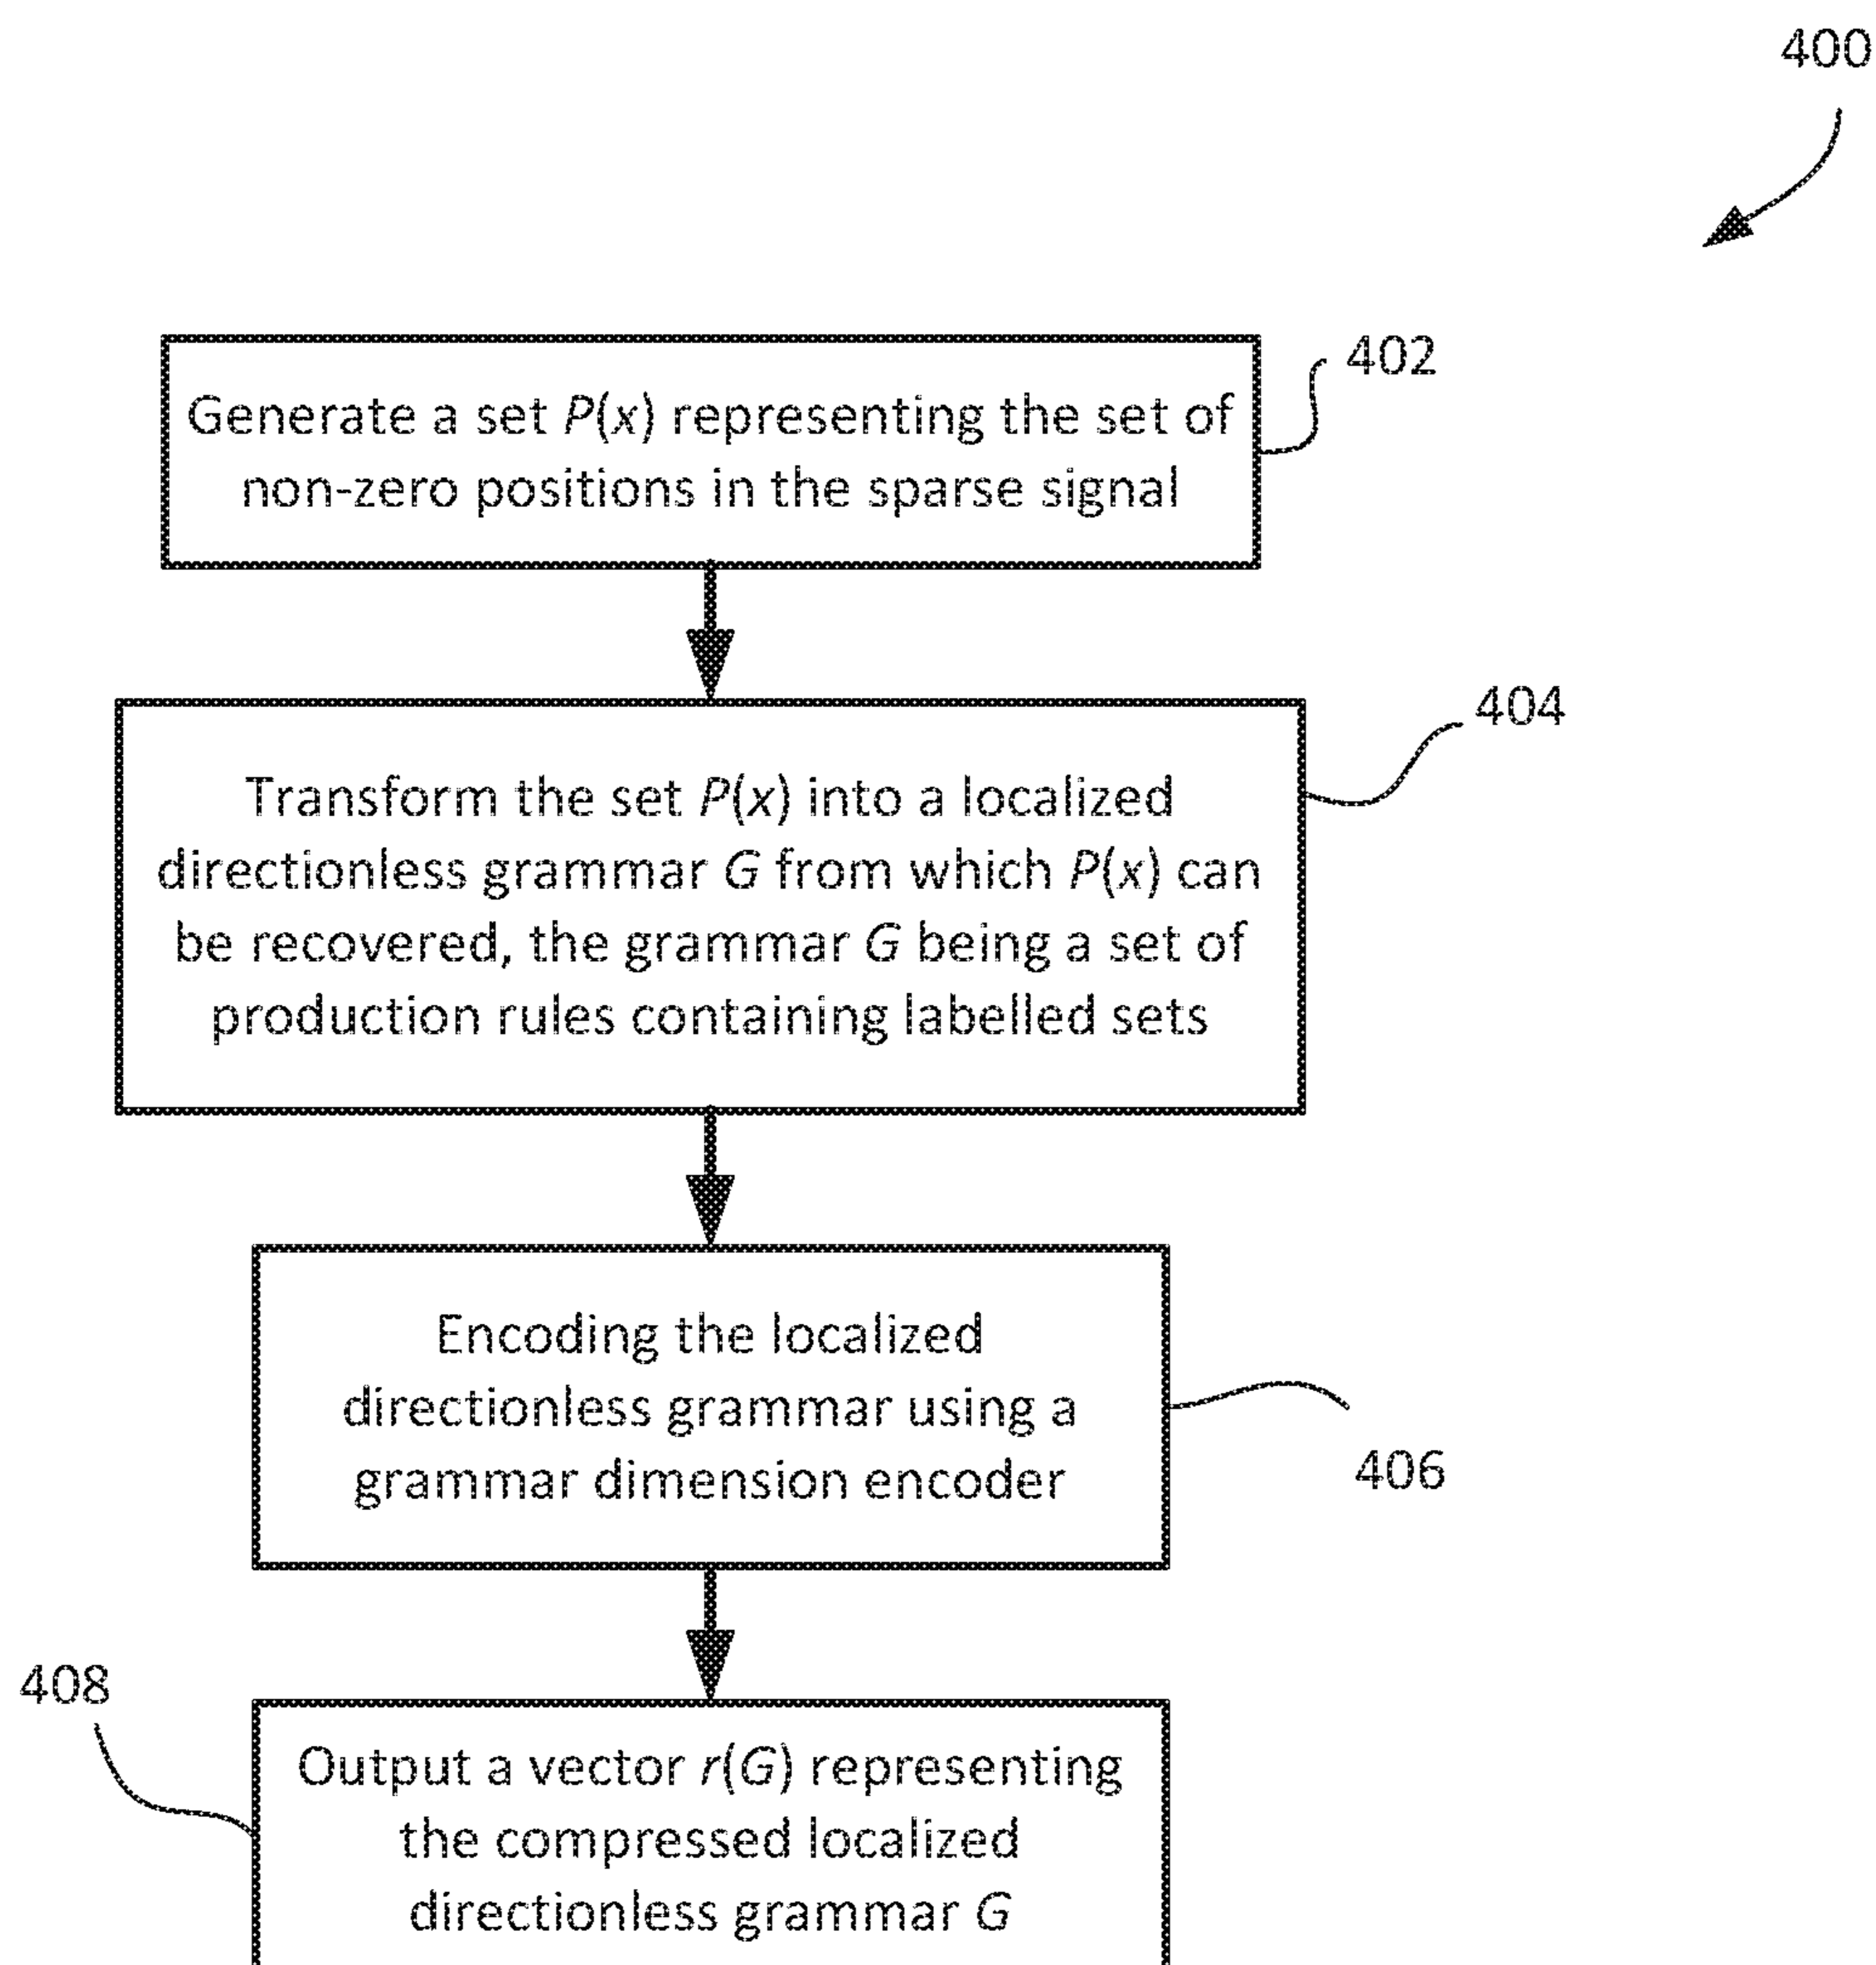 400
402
Generate a set P(x) representing the set of
non-zero positions in the sparse signal
404
Transform the set P(x) into a localized
directionless grammar G from which P(x) can
be recovered, the grammar G being a set of
production rules containing labelled sets
Encoding the localized
directionless grammar using a
grammar dimension encoder
406
408
Output a vector r(G) representing
the compressed localized
directionless grammar G